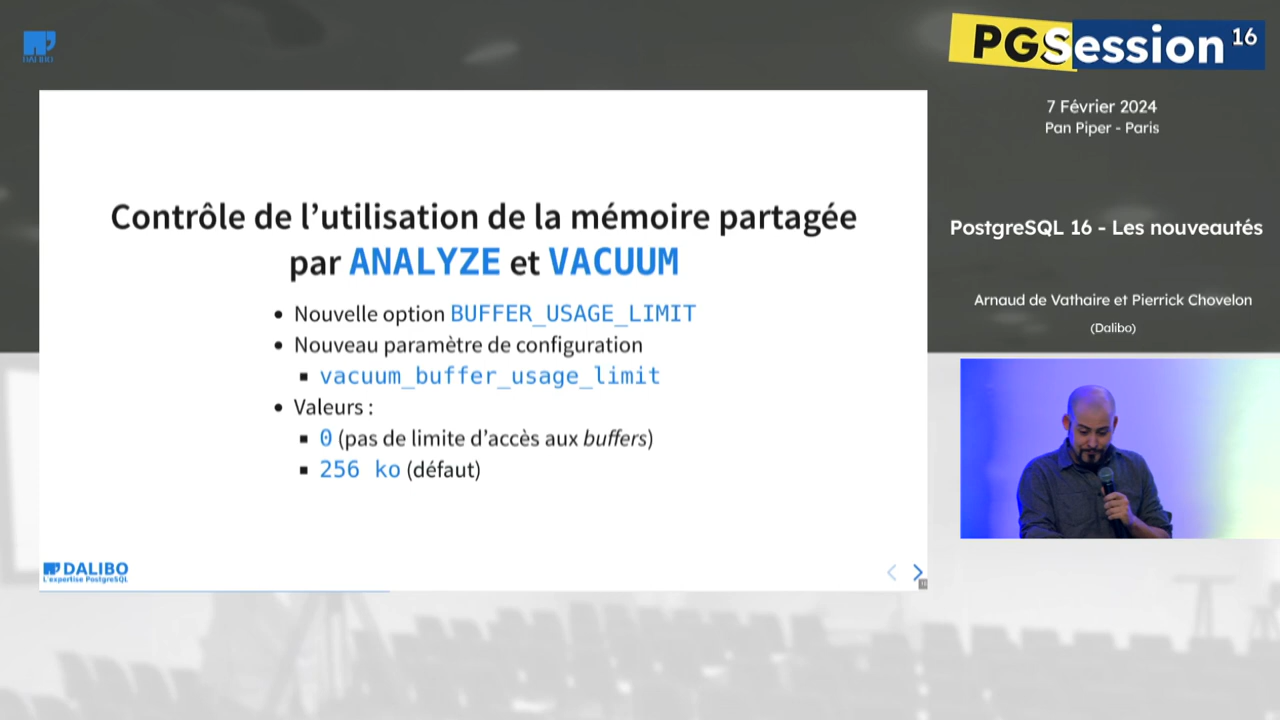 DALIBO
PGSession 16
7 Février 2024
Pan Piper - Paris
PostgreSQL 16 - Les nouveautés
Arnaud de Vathaire et Pierrick Chovelon
(Dalibo)
Contrôle de l’utilisation de la mémoire partagée
par ANALYZE et VACUUM
• Nouvelle option BUFFER_USAGE_LIMIT
• Nouveau paramètre de configuration
▪ vacuum_buffer_usage_limit
• Valeurs :
▪ 0 (pas de limite d’accès aux buffers)
▪ 256 ko (défaut)
DALIBO
L'expertise PostgreSQL